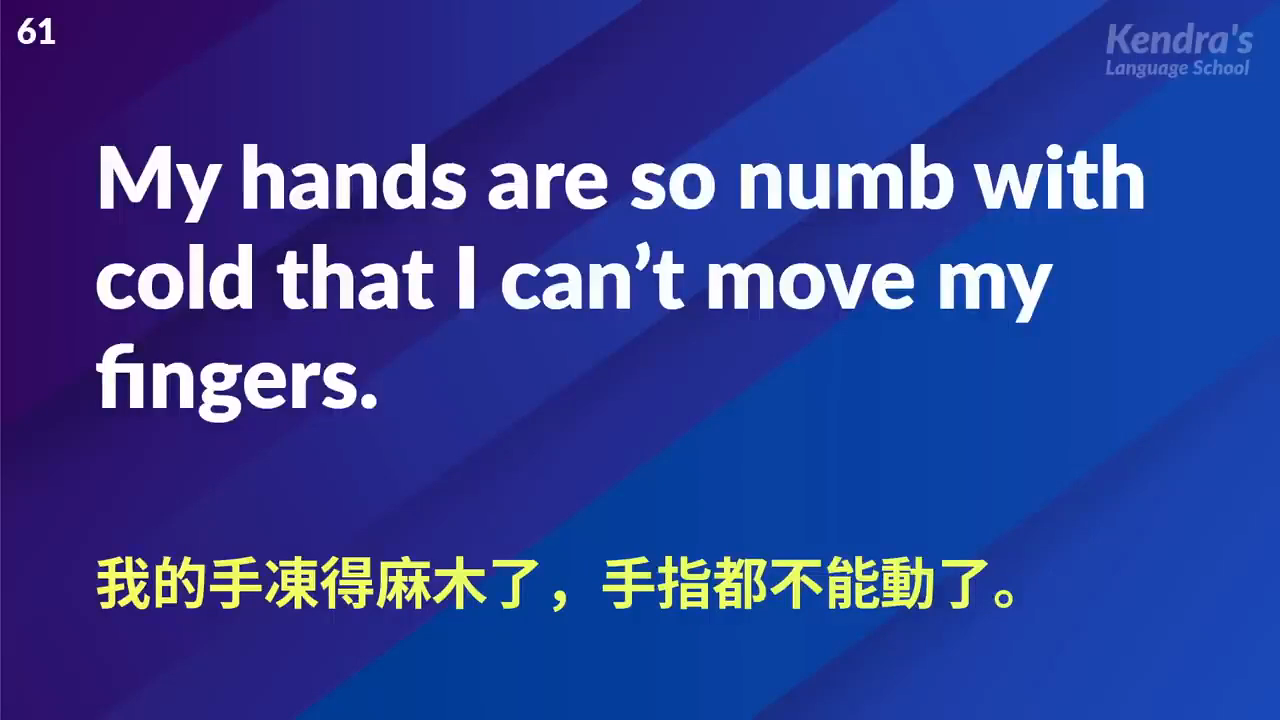 61
Kendra's
Language School
My hands are so numb with
cold that I can’t move my
fingers.
我的手凍得麻木了，手指都不能動了。